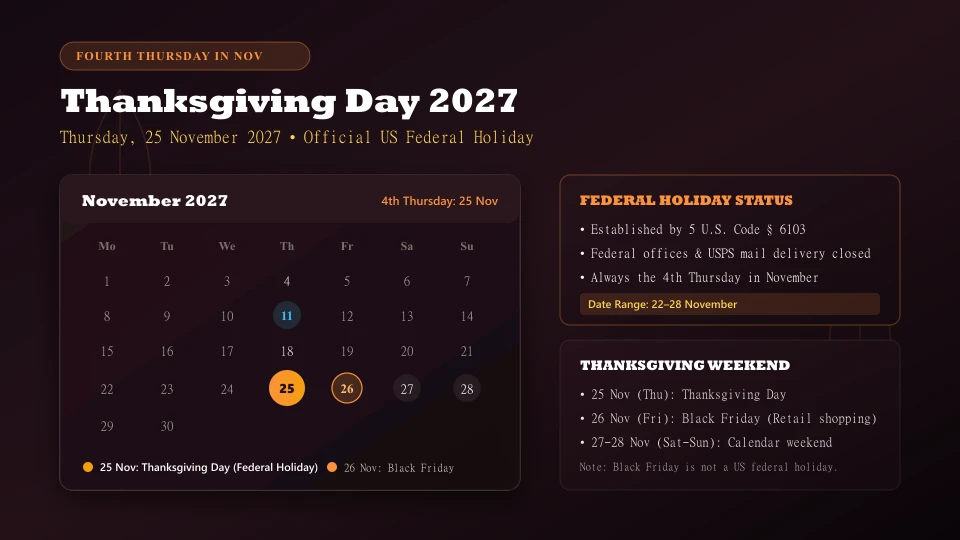 FOURTH THURSDAY IN NOV
Thanksgiving Day 2027
Thursday, 25 November 2027 • Official US Federal Holiday
November 2027
4th Thursday: 25 Nov
Mo Tu We Th Fr Sa Su
1 2 3 4 5 6 7
8 9 10 11 12 13 14
15 16 17 18 19 20 21
22 23 24 25 26 27 28
29 30
25 Nov: Thanksgiving Day (Federal Holiday)
26 Nov: Black Friday
FEDERAL HOLIDAY STATUS
• Established by 5 U.S. Code § 6103
• Federal offices & USPS mail delivery closed
• Always the 4th Thursday in November
Date Range: 22–28 November
THANKSGIVING WEEKEND
• 25 Nov (Thu): Thanksgiving Day
• 26 Nov (Fri): Black Friday (Retail shopping)
• 27–28 Nov (Sat–Sun): Calendar weekend
Note: Black Friday is not a US federal holiday.